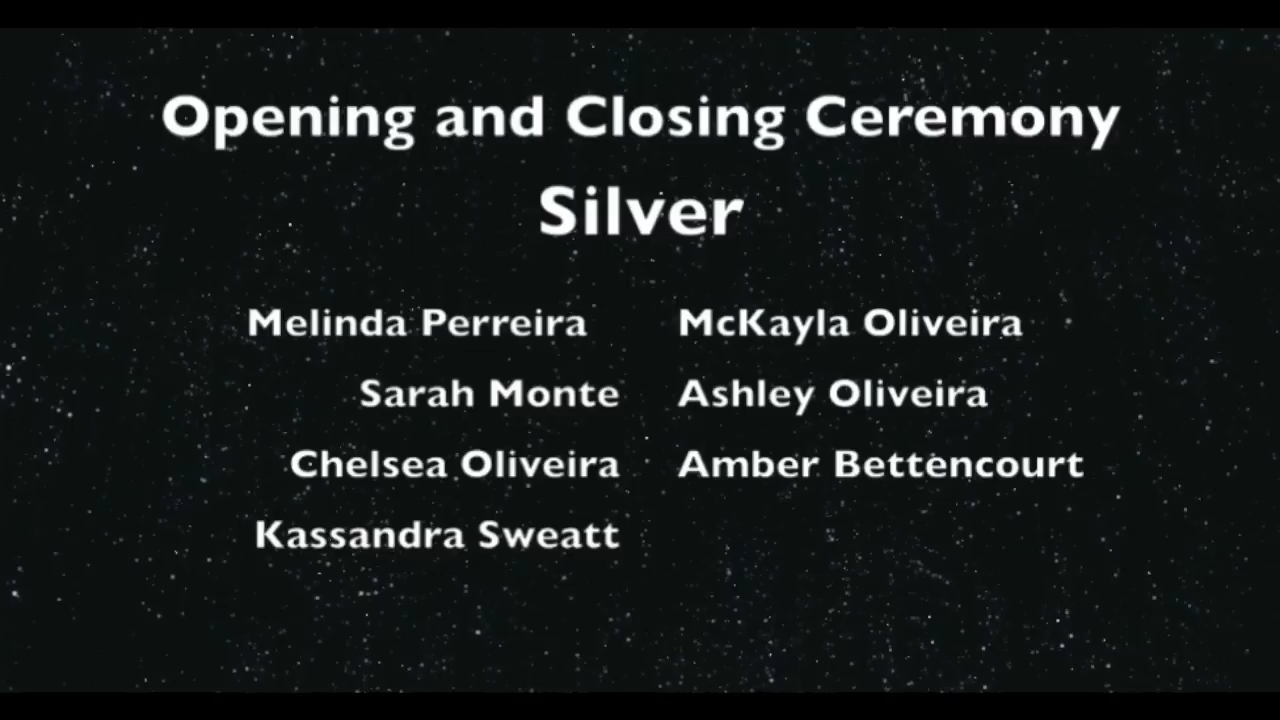 Opening and Closing Ceremony
Silver
Melinda Perreira McKayla Oliveira
Sarah Monte Ashley Oliveira
Chelsea Oliveira Amber Bettencourt
Kassandra Sweatt